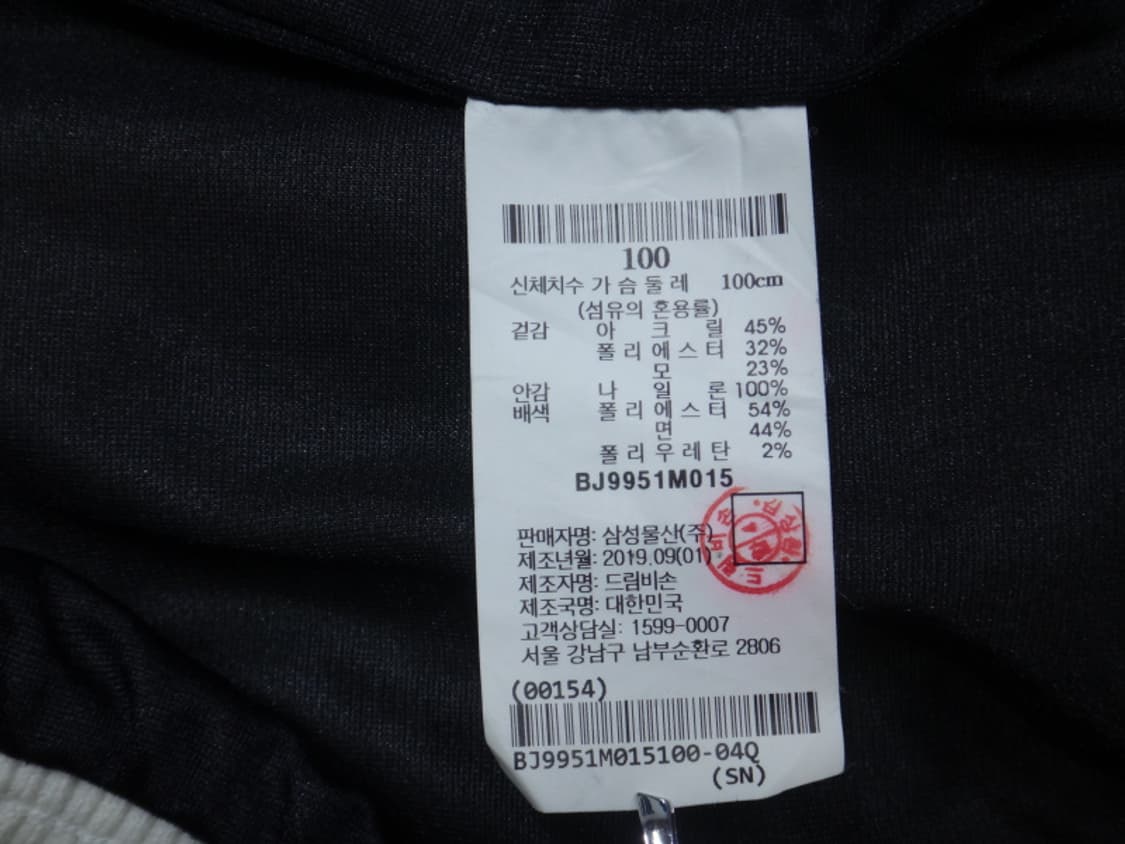 100
신체치수 가 슴 둘 레 100cm
(섬유의 혼용률)
겉감 아 크 릴 45%
폴 리 에 스 터 32%
모 23%
안감 나 일 론 100%
배색 폴 리 에 스 터 54%
면 44%
폴 리 우 레 탄 2%
BJ9951M015
판매자명: 삼성물산(주)
제조년월: 2019.09(01)
제조자명: 드림비손
제조국명: 대한민국
고객상담실: 1599-0007
서울 강남구 남부순환로 2806
(00154)
BJ9951M015100-04Q
(SN)